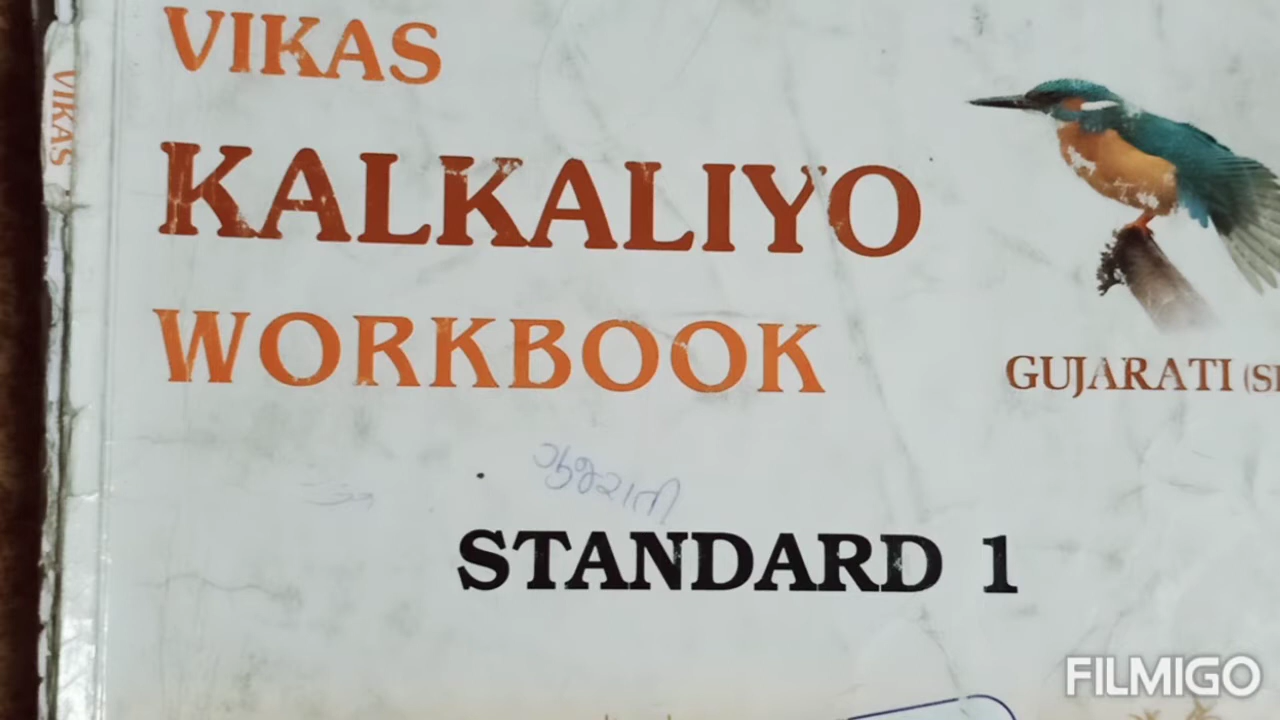 VIKAS
VIKAS
KALKALIYO
WORKBOOK
GUJARATI
ગુજરાતી
STANDARD 1
FILMIGO